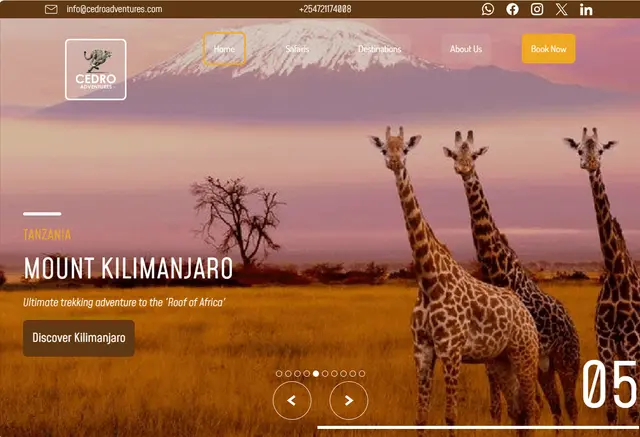 info@cedroadventures.com
+254721174008
CEDRO
ADVENTURES
Home
Safaris
Destinations
About Us
Book Now
TANZANIA
MOUNT KILIMANJARO
Ultimate trekking adventure to the 'Roof of Africa'
Discover Kilimanjaro
05